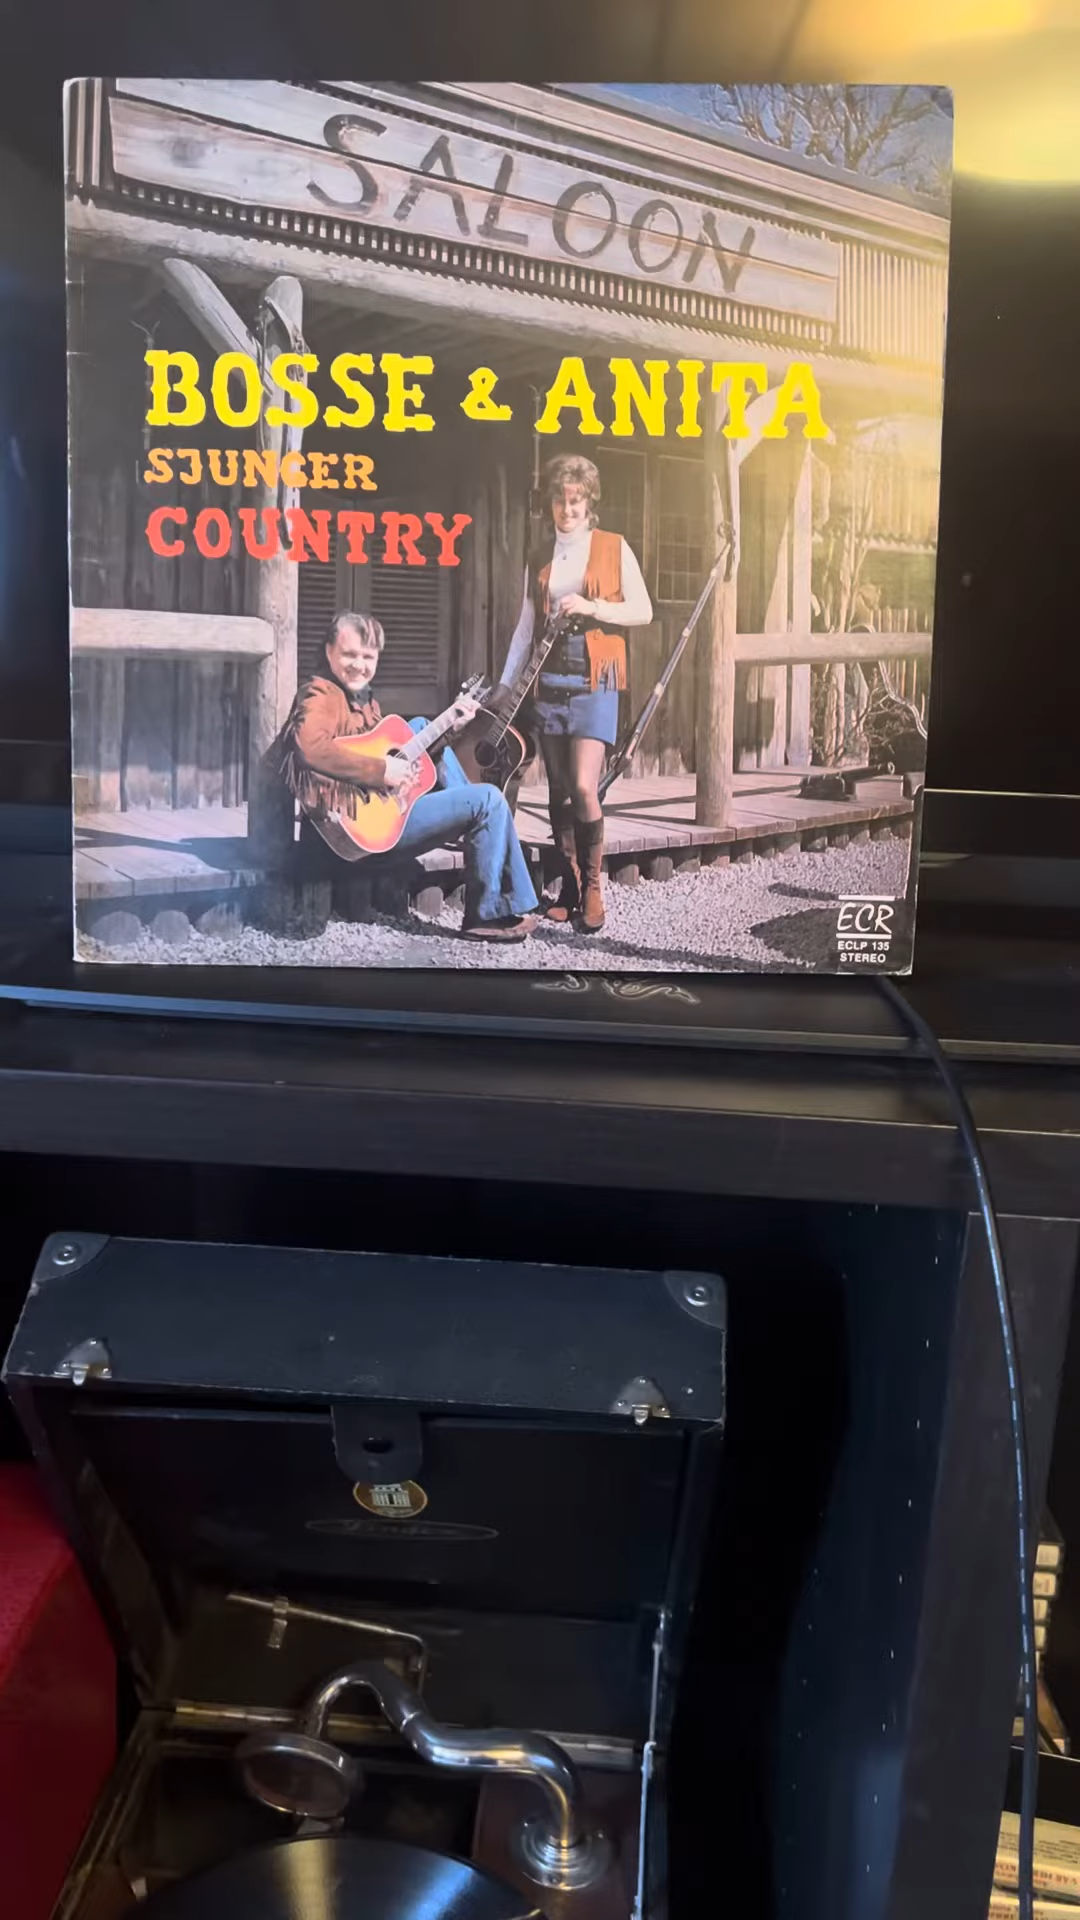 SALOON
BOSSE & ANITA
SJUNGER
COUNTRY
ECR
ECLP 135
STEREO